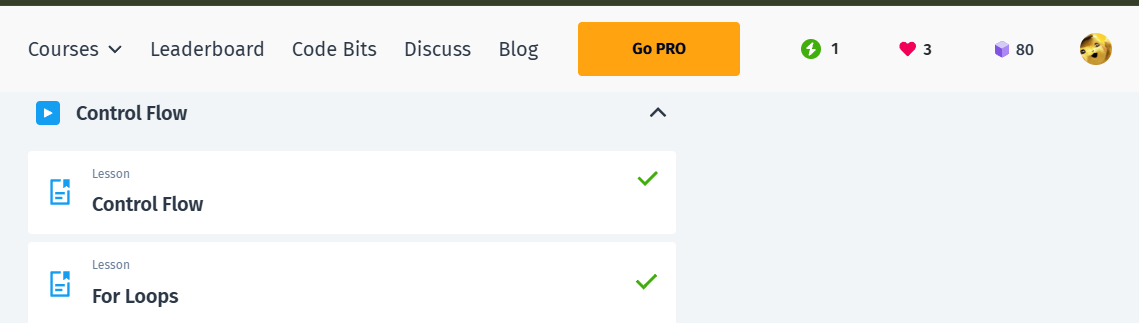 Courses Leaderboard Code Bits Discuss Blog Go PRO 1 3 80
Control Flow
Lesson
Control Flow
Lesson
For Loops